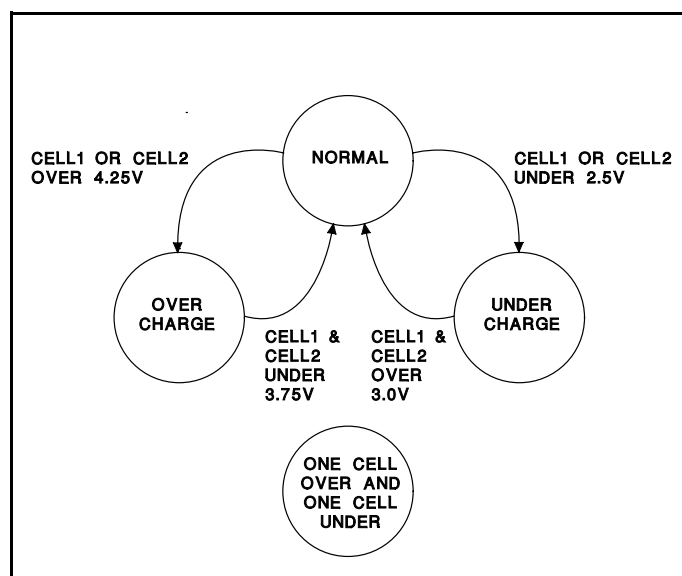 NORMAL
CELL1 OR CELL2
OVER 4.25V
CELL1 OR CELL2
UNDER 2.5V
OVER
CHARGE
UNDER
CHARGE
CELL1 &
CELL2
UNDER
3.75V
CELL1 &
CELL2
OVER
3.0V
ONE CELL
OVER AND
ONE CELL
UNDER